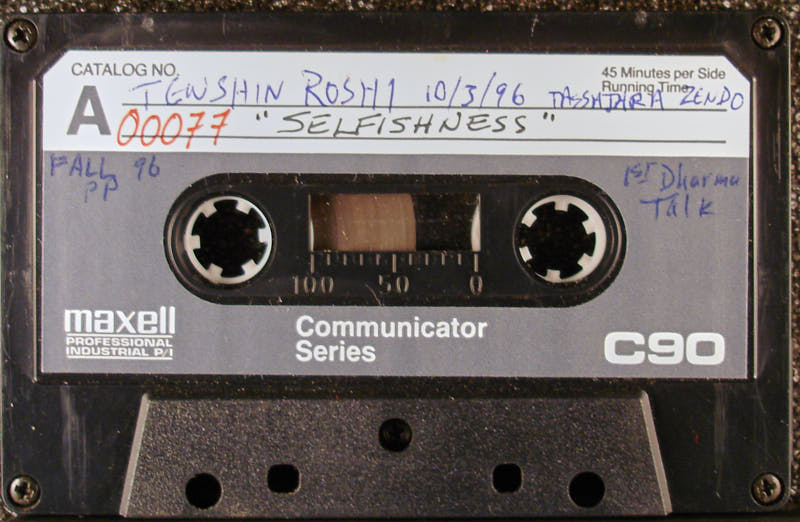 CATALOG NO.
45 Minutes per Side
Running Time
A
TENSHIN ROSHI 10/3/96 TASSAJARA ZENDO
00077 "SELFISHNESS"
FALL 96
PP
1ST Dharma
Talk
100 50 0
maxell
PROFESSIONAL
INDUSTRIAL P/I
Communicator
Series
C90